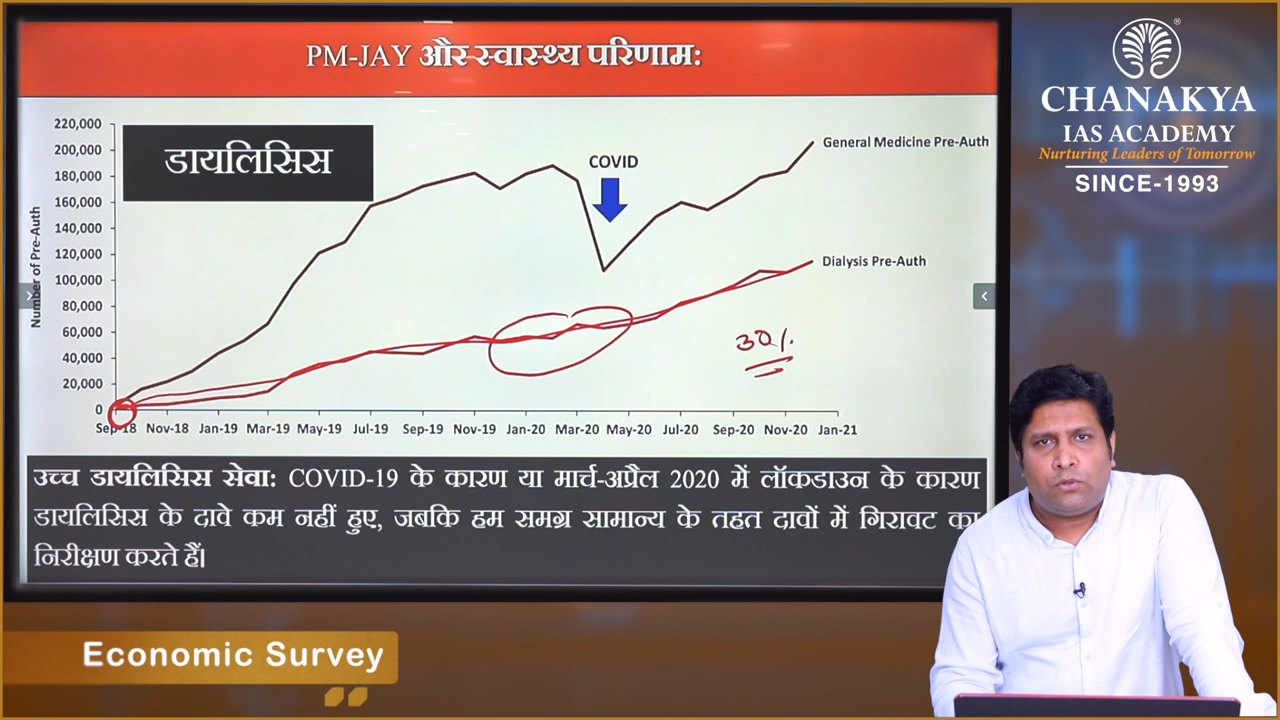 PM-JAY और स्वास्थ्य परिणाम:
डायलिसिस
Number of Pre-Auth
220,000
200,000
180,000
160,000
140,000
120,000
100,000
80,000
60,000
40,000
20,000
0
COVID
General Medicine Pre-Auth
Dialysis Pre-Auth
30%
Sep-18 Nov-18 Jan-19 Mar-19 May-19 Jul-19 Sep-19 Nov-19 Jan-20 Mar-20 May-20 Jul-20 Sep-20 Nov-20 Jan-21
उच्च डायलिसिस सेवा: COVID-19 के कारण या मार्च-अप्रैल 2020 में लॉकडाउन के कारण
डायलिसिस के दावे कम नहीं हुए, जबकि हम समग्र सामान्य के तहत दावों में गिरावट का
निरीक्षण करते हैं।
CHANAKYA
®
IAS ACADEMY
Nurturing Leaders of Tomorrow
SINCE-1993
Economic Survey